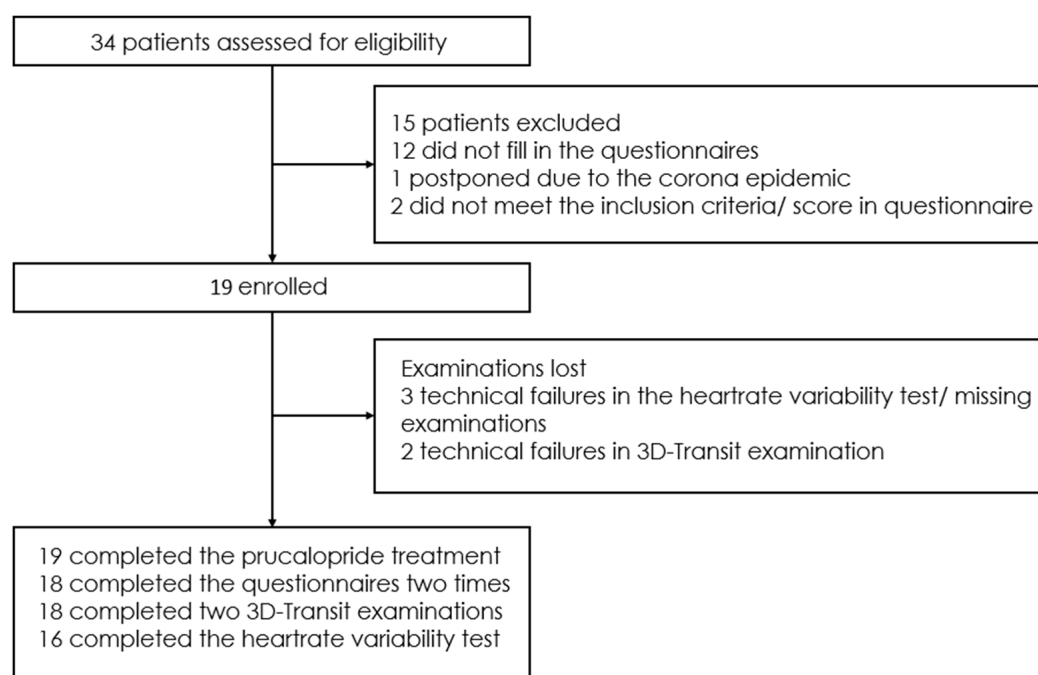 34 patients assessed for eligibility
15 patients excluded
12 did not fill in the questionnaires
1 postponed due to the corona epidemic
2 did not meet the inclusion criteria/ score in questionnaire
19 enrolled
Examinations lost
3 technical failures in the heartrate variability test/ missing
examinations
2 technical failures in 3D-Transit examination
19 completed the prucalopride treatment
18 completed the questionnaires two times
18 completed two 3D-Transit examinations
16 completed the heartrate variability test